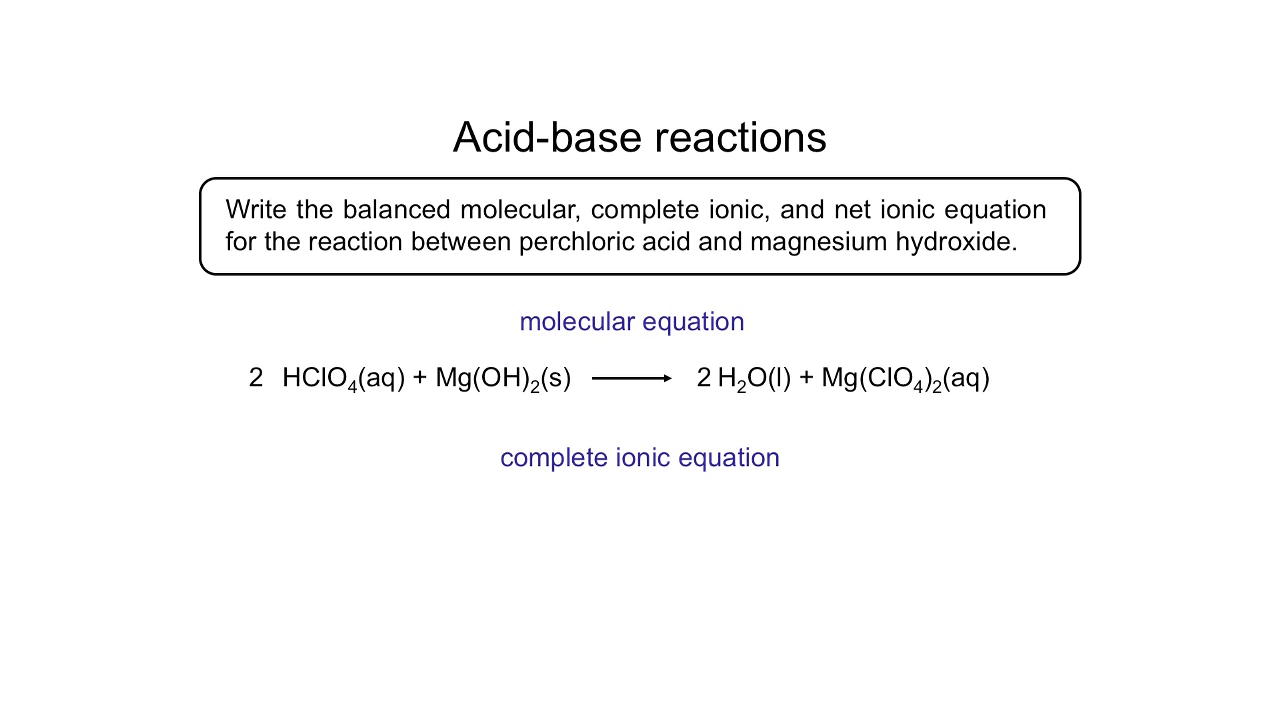 Acid-base reactions
Write the balanced molecular, complete ionic, and net ionic equation
for the reaction between perchloric acid and magnesium hydroxide.
molecular equation
2 HClO₄(aq) + Mg(OH)₂(s) ⟶ 2 H₂O(l) + Mg(ClO₄)₂(aq)
complete ionic equation